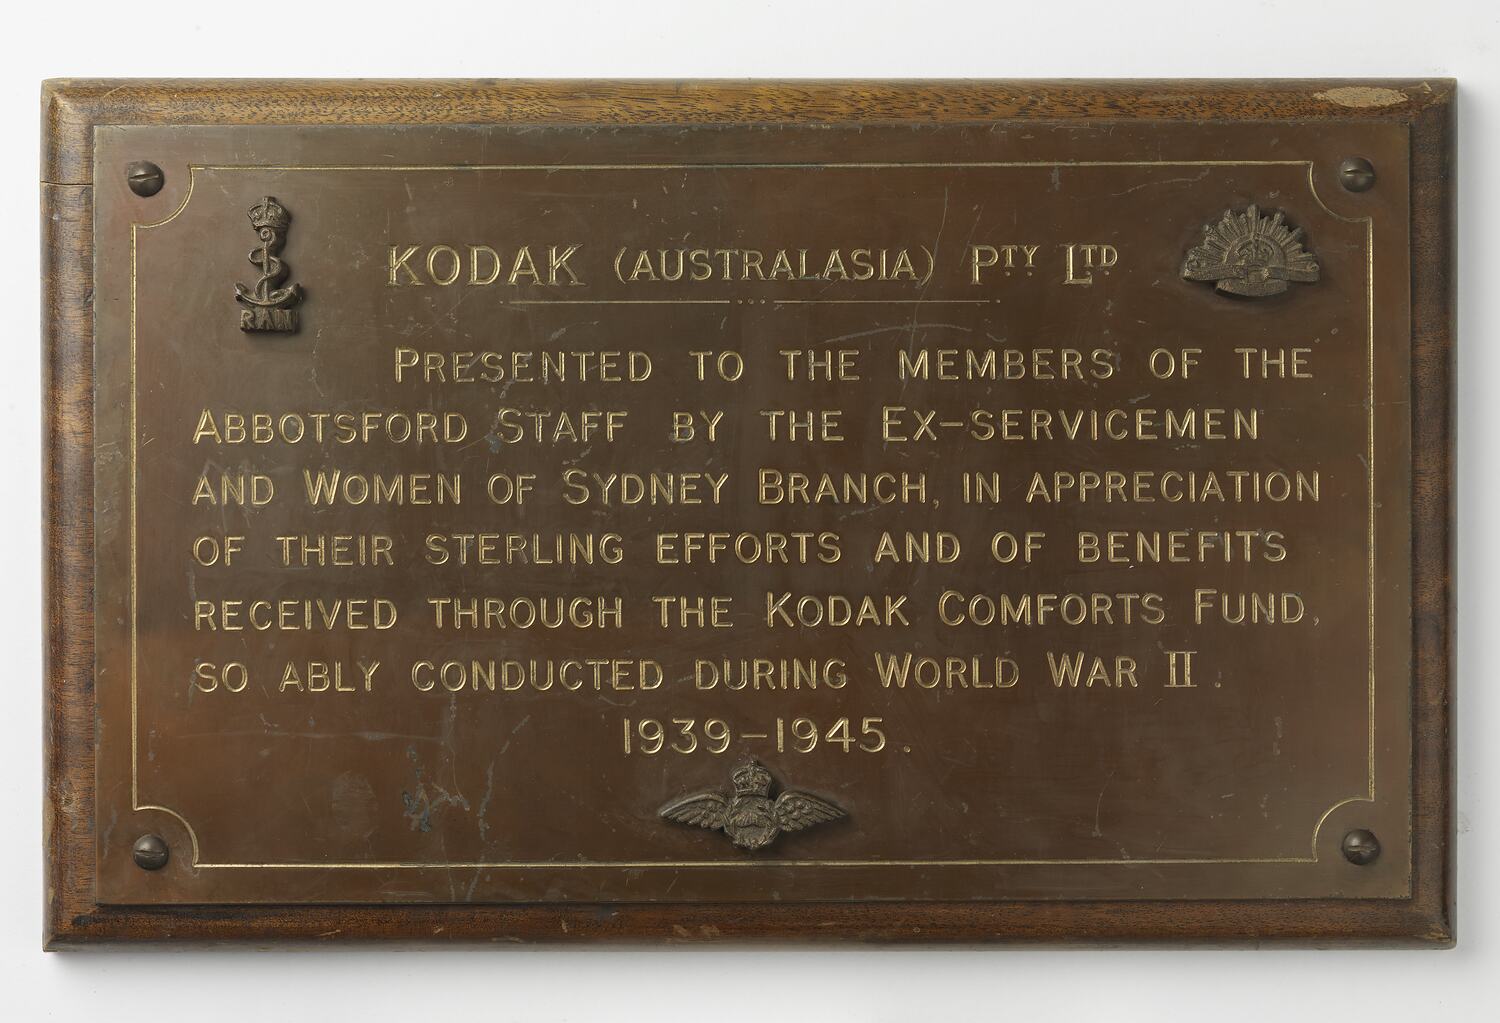 KODAK (AUSTRALASIA) PTY LTD
RAN
PRESENTED TO THE MEMBERS OF THE
ABBOTSFORD STAFF BY THE EX-SERVICEMEN
AND WOMEN OF SYDNEY BRANCH, IN APPRECIATION
OF THEIR STERLING EFFORTS AND OF BENEFITS
RECEIVED THROUGH THE KODAK COMFORTS FUND,
SO ABLY CONDUCTED DURING WORLD WAR II.
1939-1945.